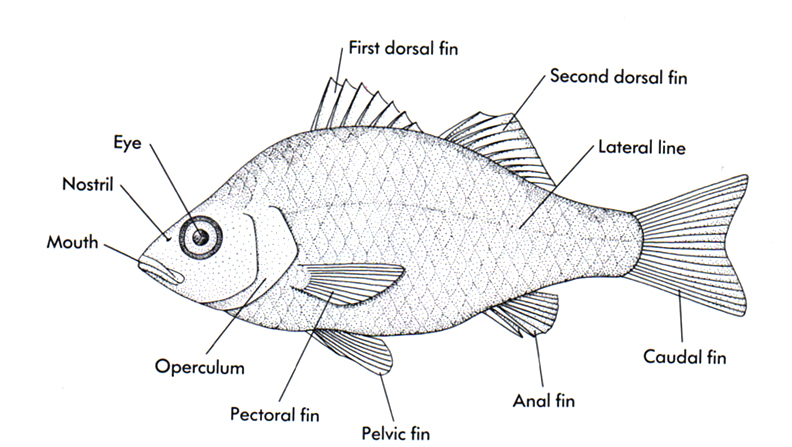 First dorsal fin
Second dorsal fin
Eye
Lateral line
Nostril
Mouth
Caudal fin
Operculum
Anal fin
Pectoral fin
Pelvic fin